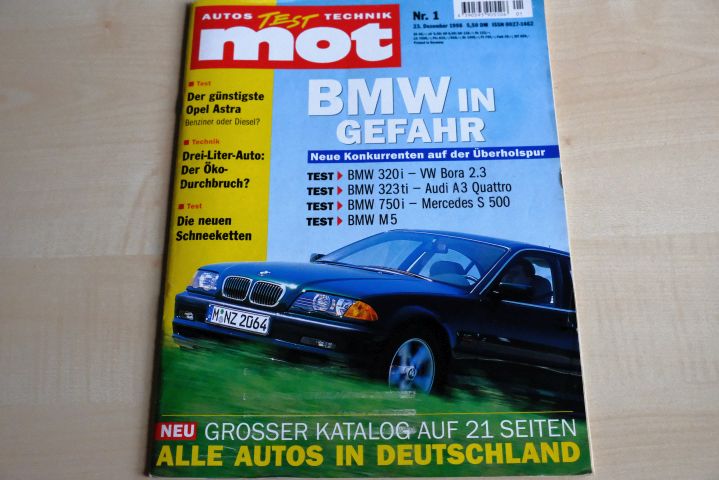 AUTOS TEST TECHNIK
mot
Nr. 1
23. Dezember 1998 5,50 DM ISSN 0027-1462
Test
Der günstigste
Opel Astra
Benziner oder Diesel?
Technik
Drei-Liter-Auto:
Der Öko-
Durchbruch?
Test
Die neuen
Schneeketten
BMW IN
GEFAHR
Neue Konkurrenten auf der Überholspur
TEST BMW 320i – VW Bora 2.3
TEST BMW 323ti – Audi A3 Quattro
TEST BMW 750i – Mercedes S 500
TEST BMW M5
M NZ 2064
NEU GROSSER KATALOG AUF 21 SEITEN
ALLE AUTOS IN DEUTSCHLAND